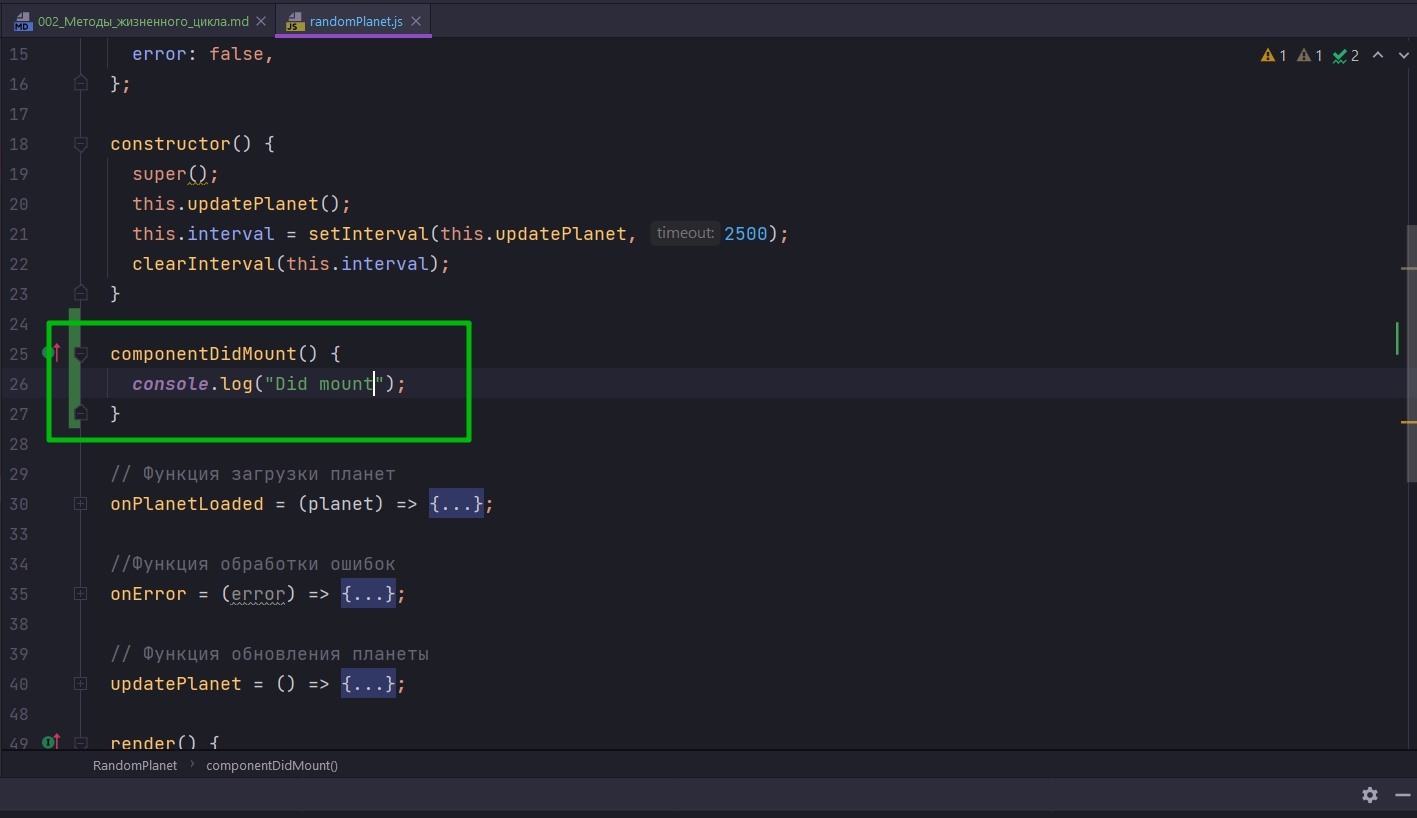 002_Методы_жизненного_цикла.md
randomPlanet.js
15 error: false,
1 1 2
16 };
17
18 constructor() {
19 super();
20 this.updatePlanet();
21 this.interval = setInterval(this.updatePlanet, timeout: 2500);
22 clearInterval(this.interval);
23 }
24
25 componentDidMount() {
26 console.log("Did mount");
27 }
28
29 // Функция загрузки планет
30 onPlanetLoaded = (planet) => {...};
33
34 //Функция обработки ошибок
35 onError = (error) => {...};
38
39 // Функция обновления планеты
40 updatePlanet = () => {...};
48
49 render() {
RandomPlanet › componentDidMount()